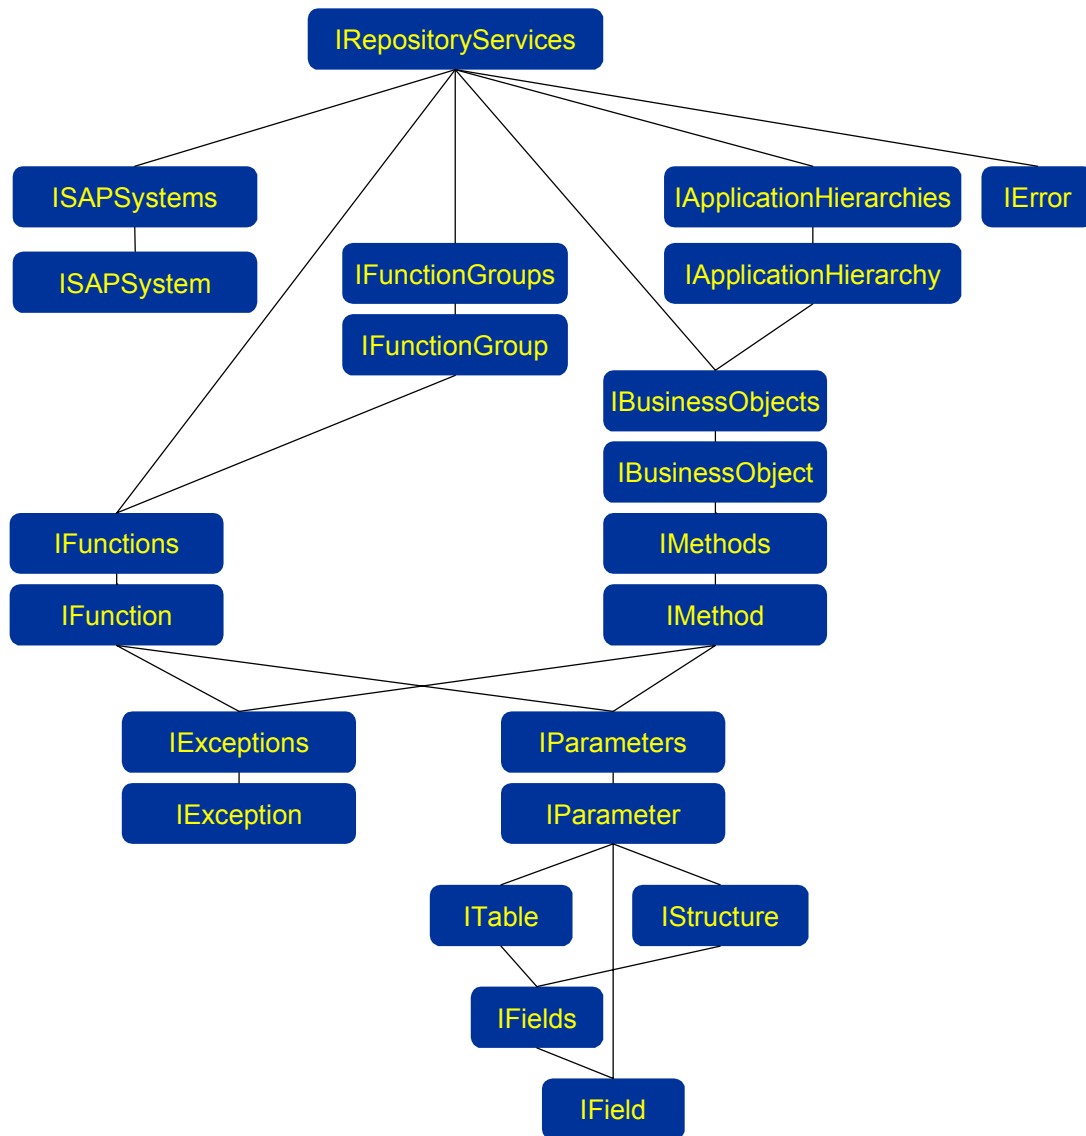 IRepositoryServices
ISAPSystems
IApplicationHierarchies
IError
ISAPSystem
IFunctionGroups
IApplicationHierarchy
IFunctionGroup
IBusinessObjects
IBusinessObject
IFunctions
IMethods
IFunction
IMethod
IExceptions
IParameters
IException
IParameter
ITable
IStructure
IFields
IField